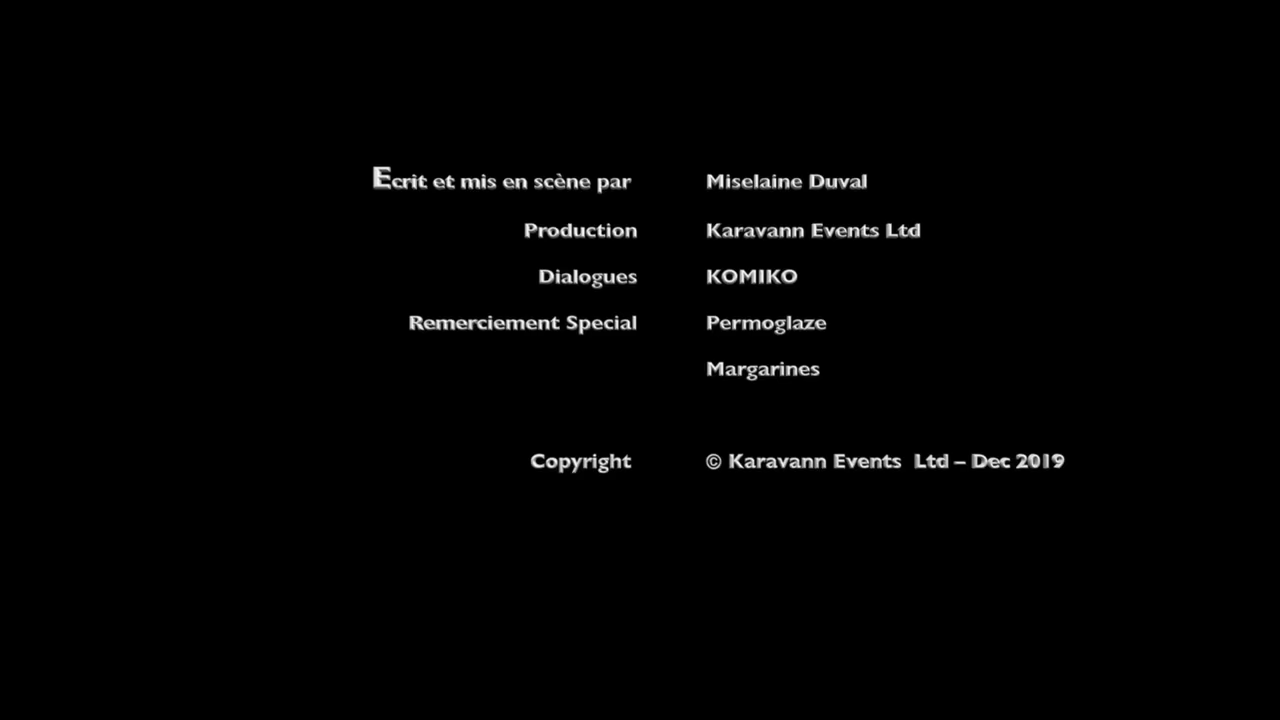 Ecrit et mis en scène par Miselaine Duval
Production Karavann Events Ltd
Dialogues KOMIKO
Remerciement Special Permoglaze
Margarines
Copyright © Karavann Events Ltd – Dec 2019